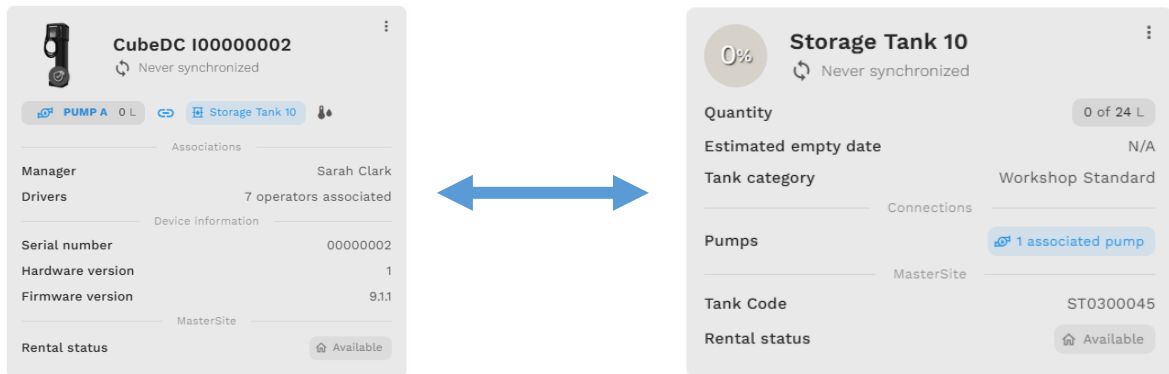 CubeDC I00000002
Never synchronized
PUMP A 0 L Storage Tank 10
Associations
Manager Sarah Clark
Drivers 7 operators associated
Device information
Serial number 00000002
Hardware version 1
Firmware version 9.1.1
MasterSite
Rental status Available
0%
Storage Tank 10
Never synchronized
Quantity 0 of 24 L
Estimated empty date N/A
Tank category Workshop Standard
Connections
Pumps 1 associated pump
MasterSite
Tank Code ST0300045
Rental status Available